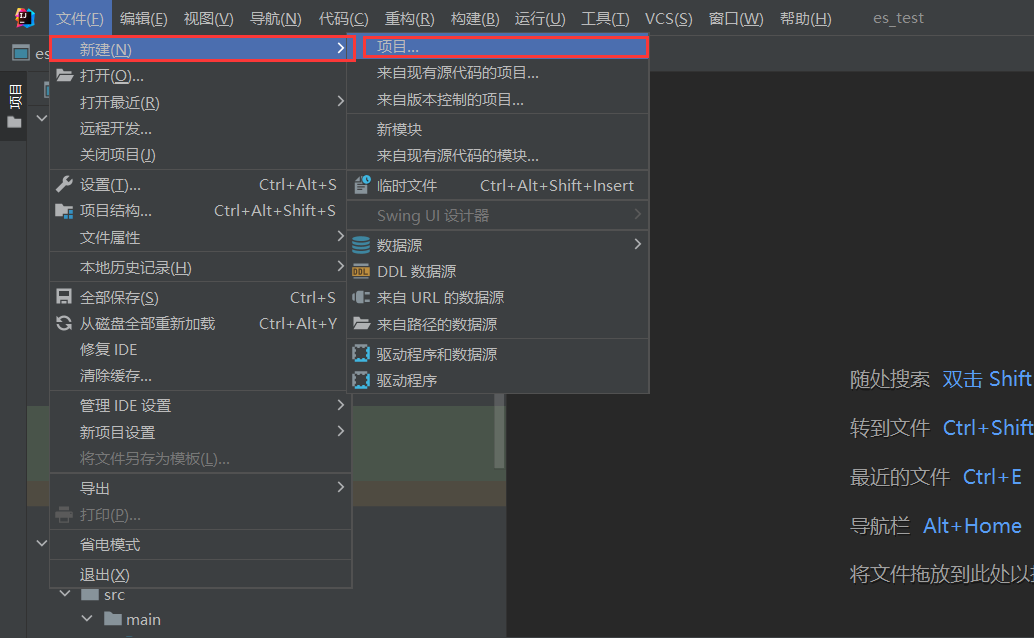 文件(F) 编辑(E) 视图(V) 导航(N) 代码(C) 重构(R) 构建(B) 运行(U) 工具(T) VCS(S) 窗口(W) 帮助(H) es_test
es
项目
新建(N)
打开(O)...
打开最近(R)
远程开发...
关闭项目(J)
设置(T)... Ctrl+Alt+S
项目结构... Ctrl+Alt+Shift+S
文件属性
本地历史记录(H)
全部保存(S) Ctrl+S
从磁盘全部重新加载 Ctrl+Alt+Y
修复 IDE
清除缓存...
管理 IDE 设置
新项目设置
将文件另存为模板(L)...
导出
打印(P)...
省电模式
退出(X)
项目...
来自现有源代码的项目...
来自版本控制的项目...
新模块
来自现有源代码的模块...
临时文件 Ctrl+Alt+Shift+Insert
Swing UI 设计器
数据源
DDL DDL 数据源
来自 URL 的数据源
来自路径的数据源
驱动程序和数据源
驱动程序
src
main
随处搜索 双击 Shift
转到文件 Ctrl+Shift
最近的文件 Ctrl+E
导航栏 Alt+Home
将文件拖放到此处以